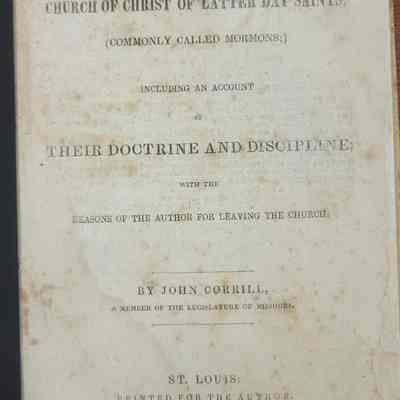 CHURCH OF CHRIST OF LATTER DAY SAINTS,
(COMMONLY CALLED MORMONS;)
INCLUDING AN ACCOUNT
OF
THEIR DOCTRINE AND DISCIPLINE;
WITH THE
REASONS OF THE AUTHOR FOR LEAVING THE CHURCH.
BY JOHN CORRILL,
A MEMBER OF THE LEGISLATURE OF MISSOURI.
ST. LOUIS:
PRINTED FOR THE AUTHOR.